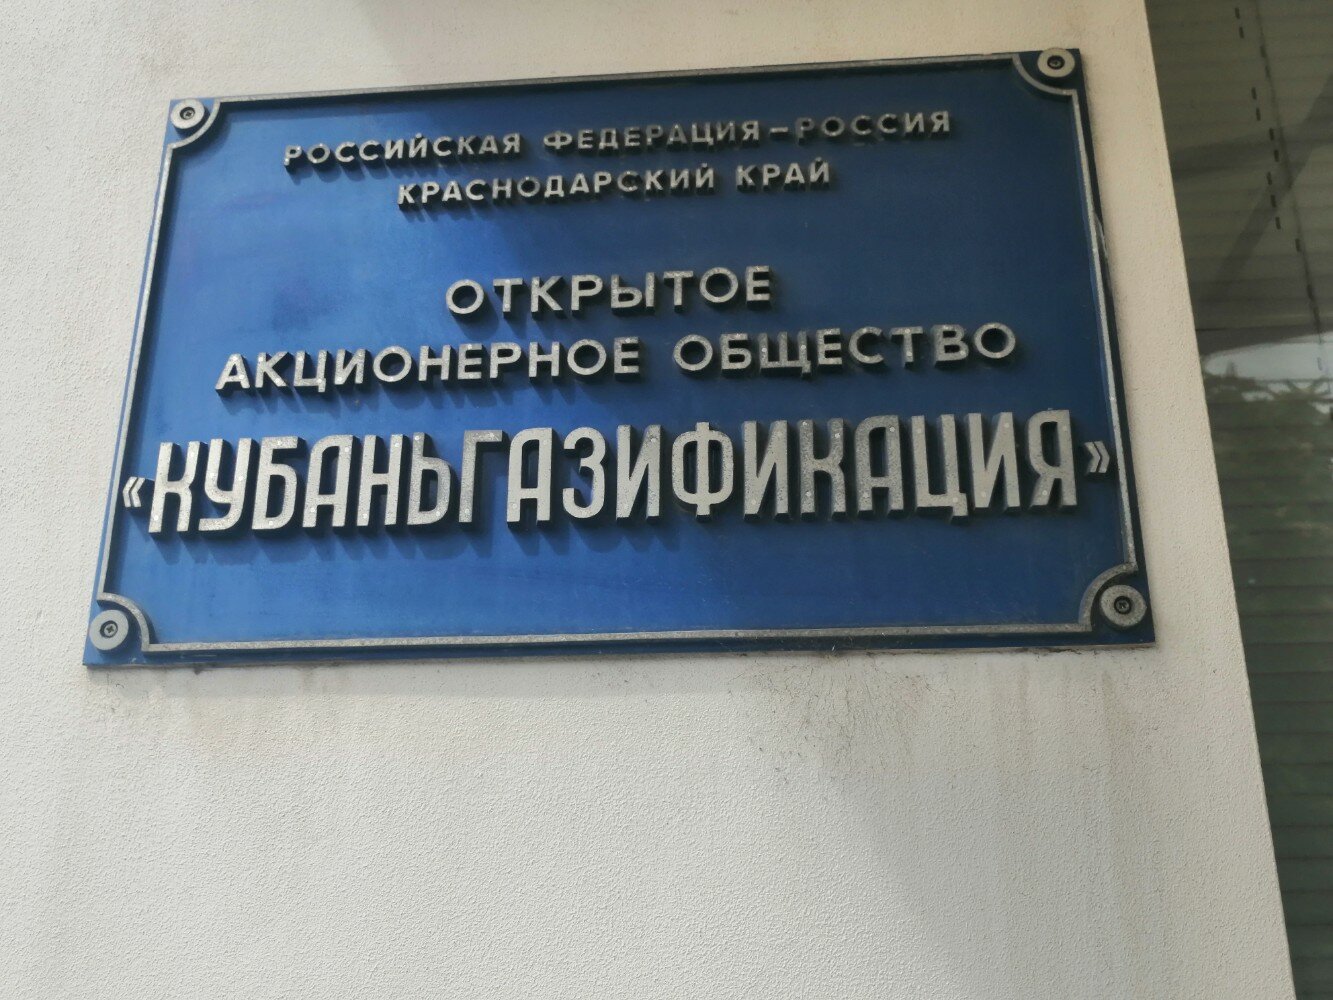 РОССИЙСКАЯ ФЕДЕРАЦИЯ–РОССИЯ
КРАСНОДАРСКИЙ КРАЙ
ОТКРЫТОЕ
АКЦИОНЕРНОЕ ОБЩЕСТВО
«КУБАНЬГАЗИФИКАЦИЯ»